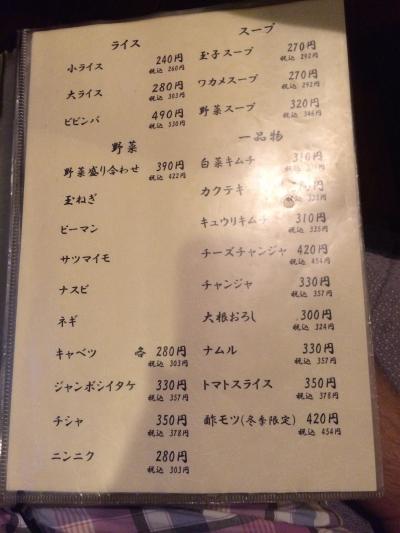 ライス
小ライス 240円
税込 260円
大ライス 280円
税込 303円
ビビンバ 490円
税込 530円
野菜
野菜盛り合わせ 390円
税込 422円
玉ねぎ
ピーマン
サツマイモ
ナスビ
ネギ
キャベツ 各 280円
税込 303円
ジャンボシイタケ 330円
税込 357円
チシャ 350円
税込 378円
ニンニク 280円
税込 303円
スープ
玉子スープ 270円
税込 292円
ワカメスープ 270円
税込 292円
野菜スープ 320円
税込 346円
一品物
白菜キムチ 310円
税込
カクテキ
キュウリキムチ 310円
税込 335円
チーズチャンジャ 420円
税込 454円
チャンジャ 330円
税込 357円
大根おろし 300円
税込 324円
ナムル 330円
税込 357円
トマトスライス 350円
税込 378円
酢モツ(冬季限定) 420円
税込 454円